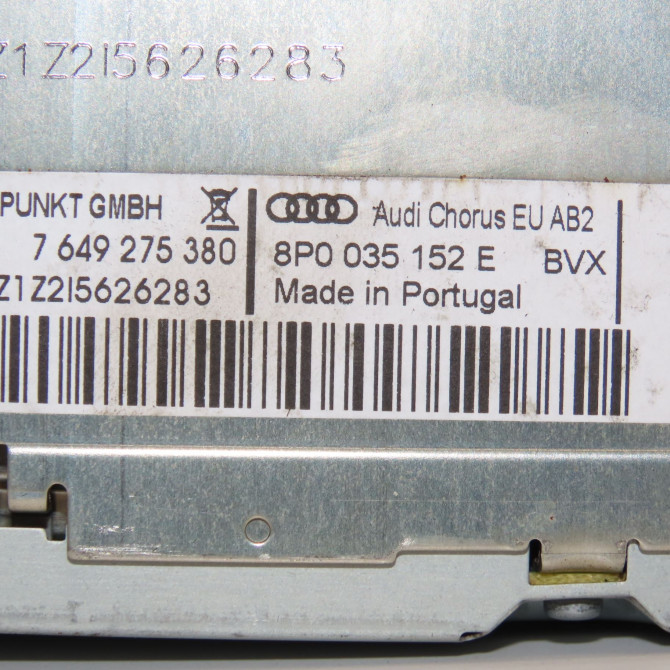 Z1Z2I5626283
PUNKT GMBH
Audi Chorus EU AB2
7 649 275 380
8P0 035 152 E BVX
Z1Z2I5626283
Made in Portugal